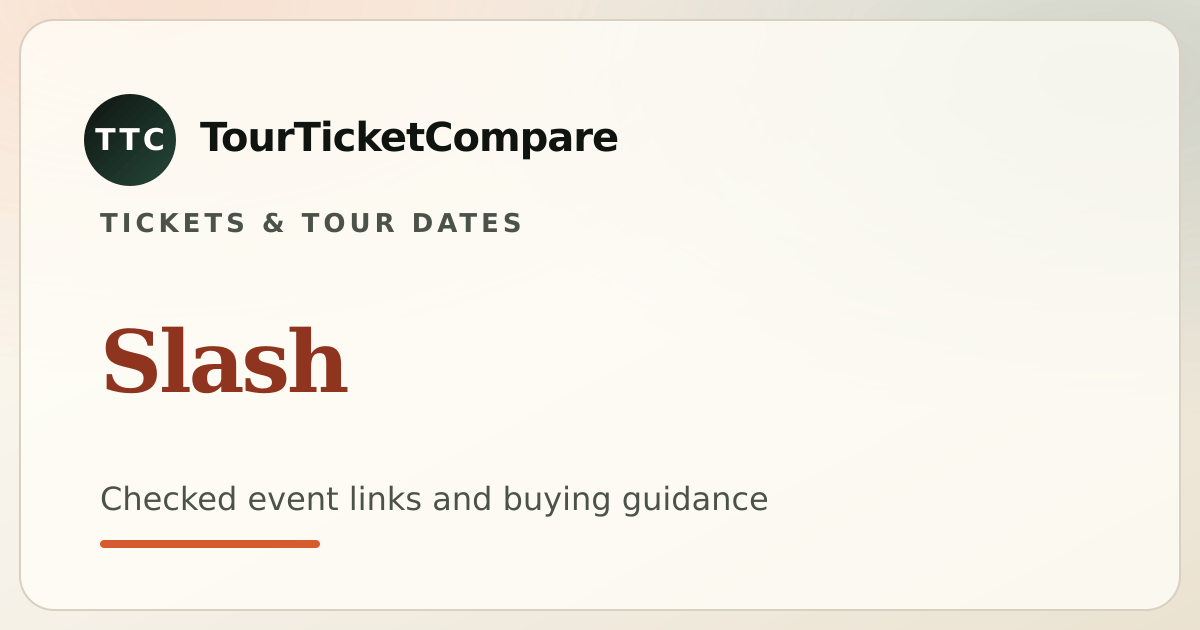 TTC TourTicketCompare
TICKETS & TOUR DATES
Slash
Checked event links and buying guidance